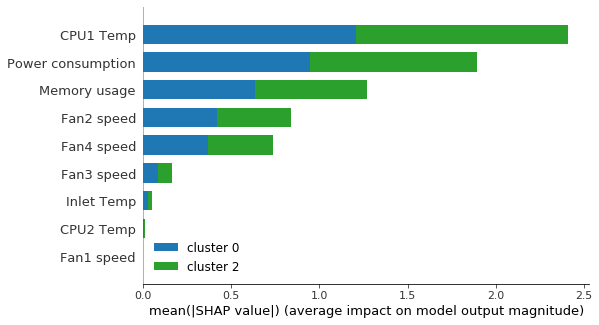 CPU1 Temp
Power consumption
Memory usage
Fan2 speed
Fan4 speed
Fan3 speed
Inlet Temp
CPU2 Temp
Fan1 speed
cluster 0
cluster 2
0.0 0.5 1.0 1.5 2.0 2.5
mean(|SHAP value|) (average impact on model output magnitude)